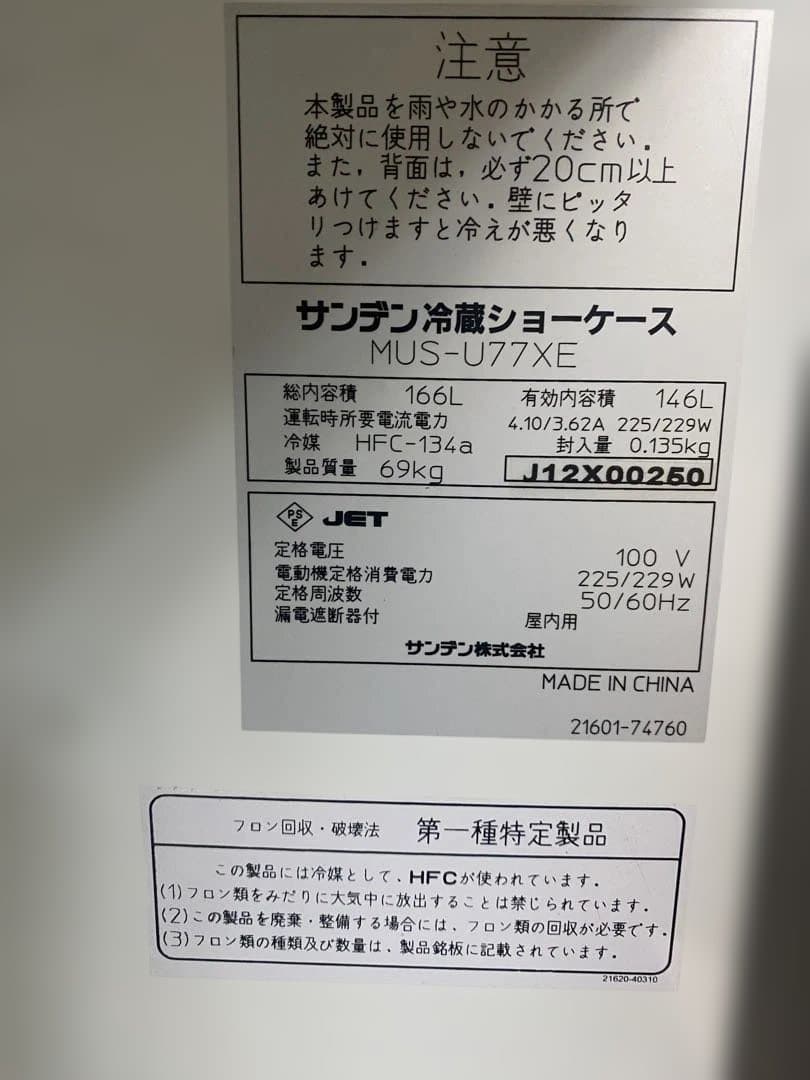 注意
本製品を雨や水のかかる所で
絶対に使用しないでください.
また,背面は,必ず20cm以上
あけてください.壁にピッタ
リつけますと冷えが悪くなり
ます.
サンデン冷蔵ショーケース
MUS-U77XE
総内容積 166L 有効内容積 146L
運転時所要電流電力 4.10/3.62A 225/229W
冷媒 HFC-134a 封入量 0.135kg
製品質量 69kg J12X00250
PSE JET
定格電圧 100 V
電動機定格消費電力 225/229W
定格周波数 50/60Hz
漏電遮断器付 屋内用
サンデン株式会社
MADE IN CHINA
21601-74760
フロン回収・破壊法 第一種特定製品
この製品には冷媒として、HFCが使われています.
(1)フロン類をみだりに大気中に放出することは禁じられています.
(2)この製品を廃棄・整備する場合には、フロン類の回収が必要です.
(3)フロン類の種類及び数量は、製品銘板に記載されています.
21620-40310